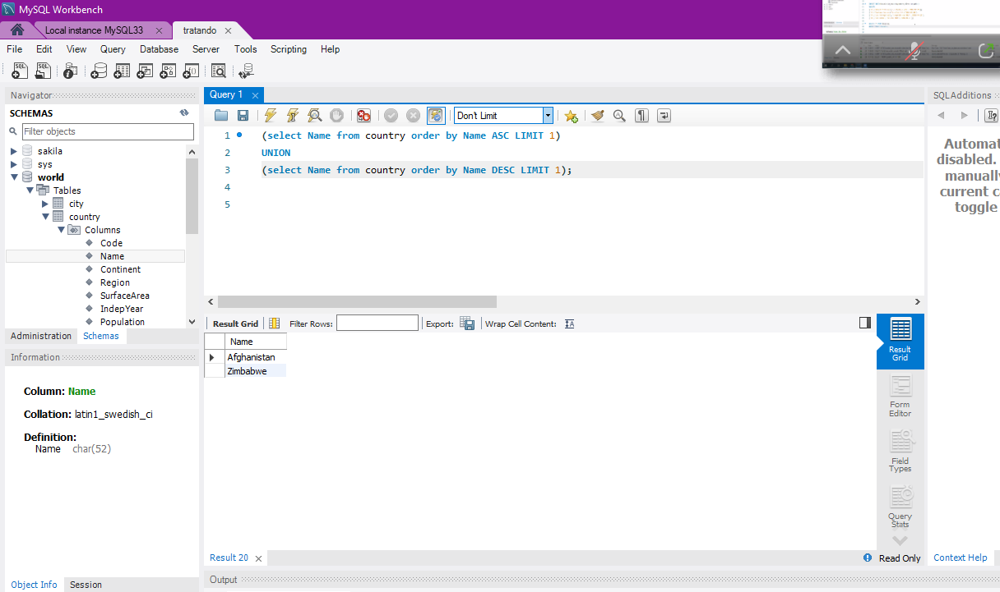 MySQL Workbench
Local instance MySQL33
tratando
File Edit View Query Database Server Tools Scripting Help
Navigator
SCHEMAS
Filter objects
sakila
sys
world
Tables
city
country
Columns
Code
Name
Continent
Region
SurfaceArea
IndepYear
Population
Administration Schemas
Information
Column: Name
Collation: latin1_swedish_ci
Definition:
Name char(52)
Object Info Session
Query 1
Don't Limit
1 (select Name from country order by Name ASC LIMIT 1)
2 UNION
3 (select Name from country order by Name DESC LIMIT 1);
4
5
Result Grid Filter Rows: Export: Wrap Cell Content:
Name
Afghanistan
Zimbabwe
Result
Grid
Form
Editor
Field
Types
Query
Stats
Result 20
Read Only
Output
SQLAdditions
Automat
disabled.
manually
current c
toggle
Context Help